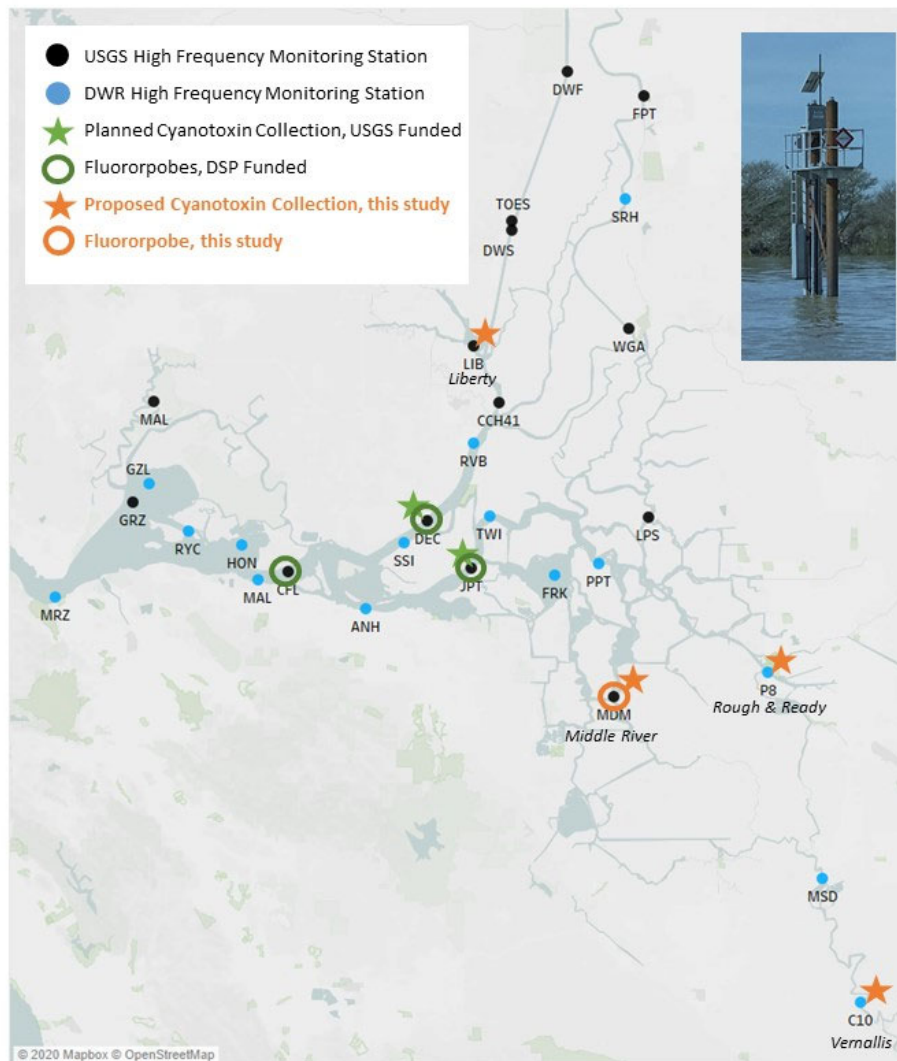 USGS High Frequency Monitoring Station
DWR High Frequency Monitoring Station
Planned Cyanotoxin Collection, USGS Funded
Fluororpobes, DSP Funded
Proposed Cyanotoxin Collection, this study
Fluororpobe, this study
DWF
FPT
TOES
SRH
DWS
WGA
LIB
Liberty
MAL
CCH41
GZL
RVB
GRZ
DEC
TWI
LPS
RYC
HON
SSI
MAL
CFL
JPT
FRK
PPT
MRZ
ANH
P8
Rough & Ready
MDM
Middle River
MSD
C10
Vernallis
© 2020 Mapbox © OpenStreetMap